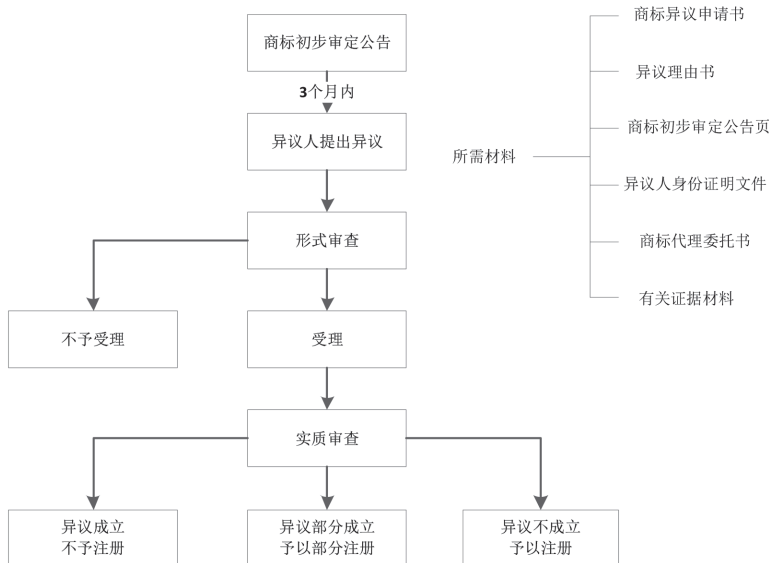 商标初步审定公告
3个月内
异议人提出异议
形式审查
不予受理
受理
实质审查
异议成立
不予注册
异议部分成立
予以部分注册
异议不成立
予以注册
所需材料
商标异议申请书
异议理由书
商标初步审定公告页
异议人身份证明文件
商标代理委托书
有关证据材料